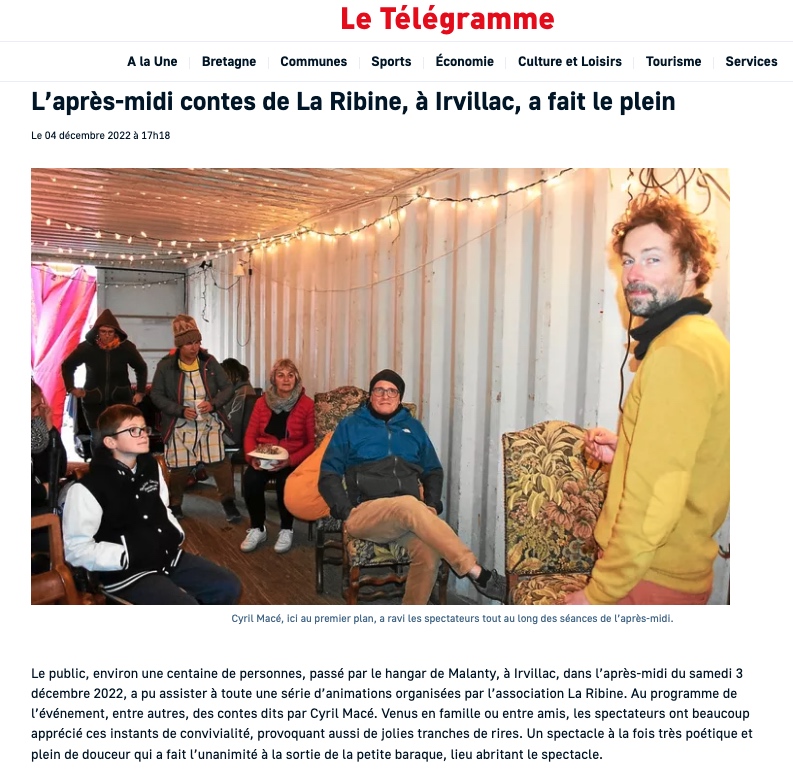 Le Télégramme
A la Une Bretagne Communes Sports Économie Culture et Loisirs Tourisme Services
L’après-midi contes de La Ribine, à Irvillac, a fait le plein
Le 04 décembre 2022 à 17h18
Cyril Macé, ici au premier plan, a ravi les spectateurs tout au long des séances de l’après-midi.
Le public, environ une centaine de personnes, passé par le hangar de Malanty, à Irvillac, dans l’après-midi du samedi 3
décembre 2022, a pu assister à toute une série d’animations organisées par l’association La Ribine. Au programme de
l’événement, entre autres, des contes dits par Cyril Macé. Venus en famille ou entre amis, les spectateurs ont beaucoup
apprécié ces instants de convivialité, provoquant aussi de jolies tranches de rires. Un spectacle à la fois très poétique et
plein de douceur qui a fait l’unanimité à la sortie de la petite baraque, lieu abritant le spectacle.